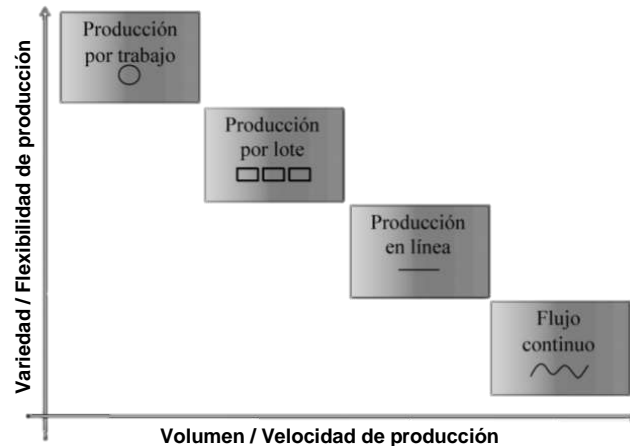 Producción
por trabajo
Producción
por lote
Producción
en línea
Flujo
continuo
Variedad / Flexibilidad de producción
Volumen / Velocidad de producción